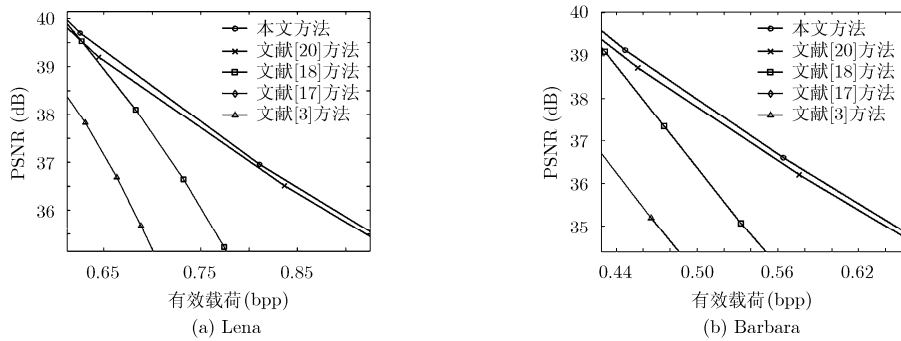 40
39
38
37
36
PSNR (dB)
本文方法
文献[20]方法
文献[18]方法
文献[17]方法
文献[3]方法
0.65
0.75
0.85
有效载荷(bpp)
(a) Lena
40
39
38
37
36
35
34
PSNR (dB)
本文方法
文献[20]方法
文献[18]方法
文献[17]方法
文献[3]方法
0.44
0.50
0.56
0.62
有效载荷(bpp)
(b) Barbara